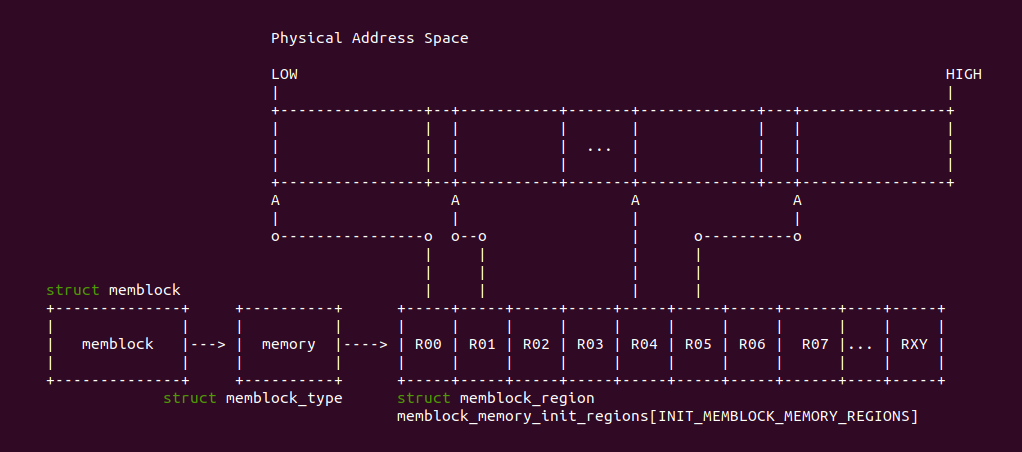 Physical Address Space
LOW HIGH
...
A A A A
struct memblock
memblock ---> memory ----> R00 R01 R02 R03 R04 R05 R06 R07 ... RXY
struct memblock_type struct memblock_region
memblock_memory_init_regions[INIT_MEMBLOCK_MEMORY_REGIONS]